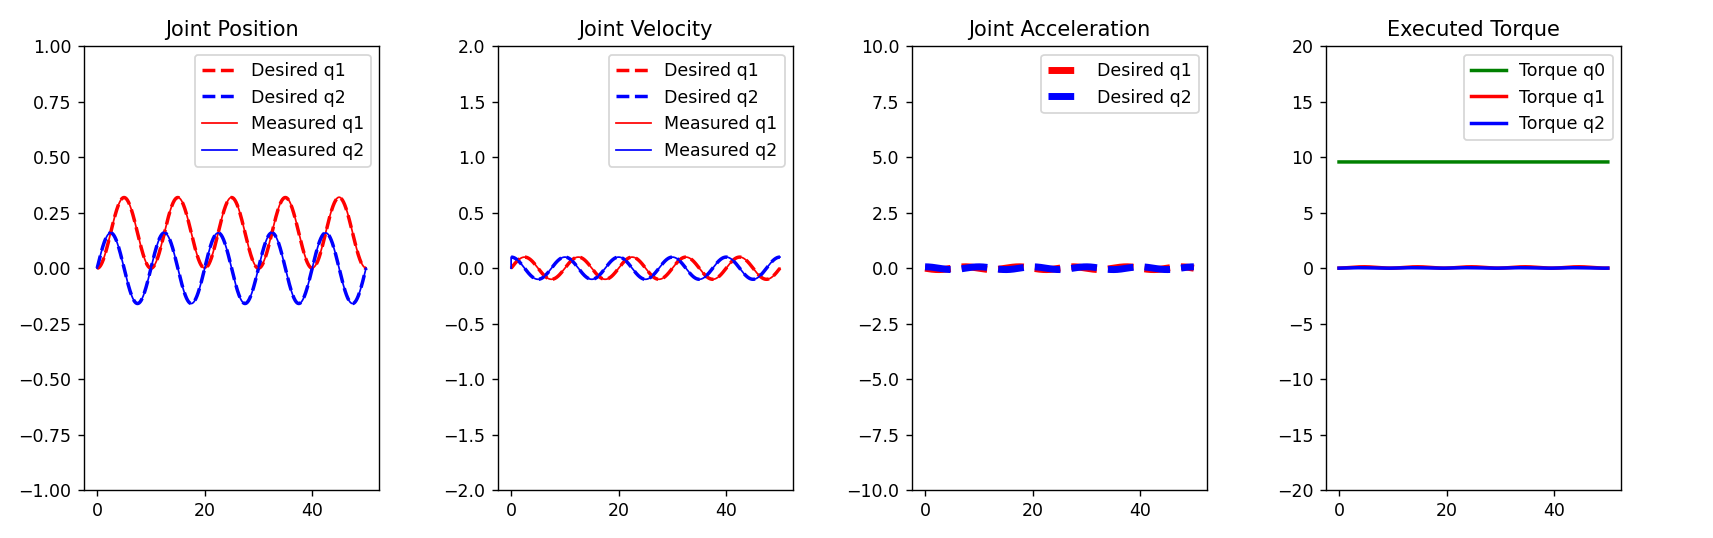 Joint Position
1.00
0.75
0.50
0.25
0.00
−0.25
−0.50
−0.75
−1.00
0 20 40
Desired q1
Desired q2
Measured q1
Measured q2
Joint Velocity
2.0
1.5
1.0
0.5
0.0
−0.5
−1.0
−1.5
−2.0
0 20 40
Desired q1
Desired q2
Measured q1
Measured q2
Joint Acceleration
10.0
7.5
5.0
2.5
0.0
−2.5
−5.0
−7.5
−10.0
0 20 40
Desired q1
Desired q2
Executed Torque
20
15
10
5
0
−5
−10
−15
−20
0 20 40
Torque q0
Torque q1
Torque q2